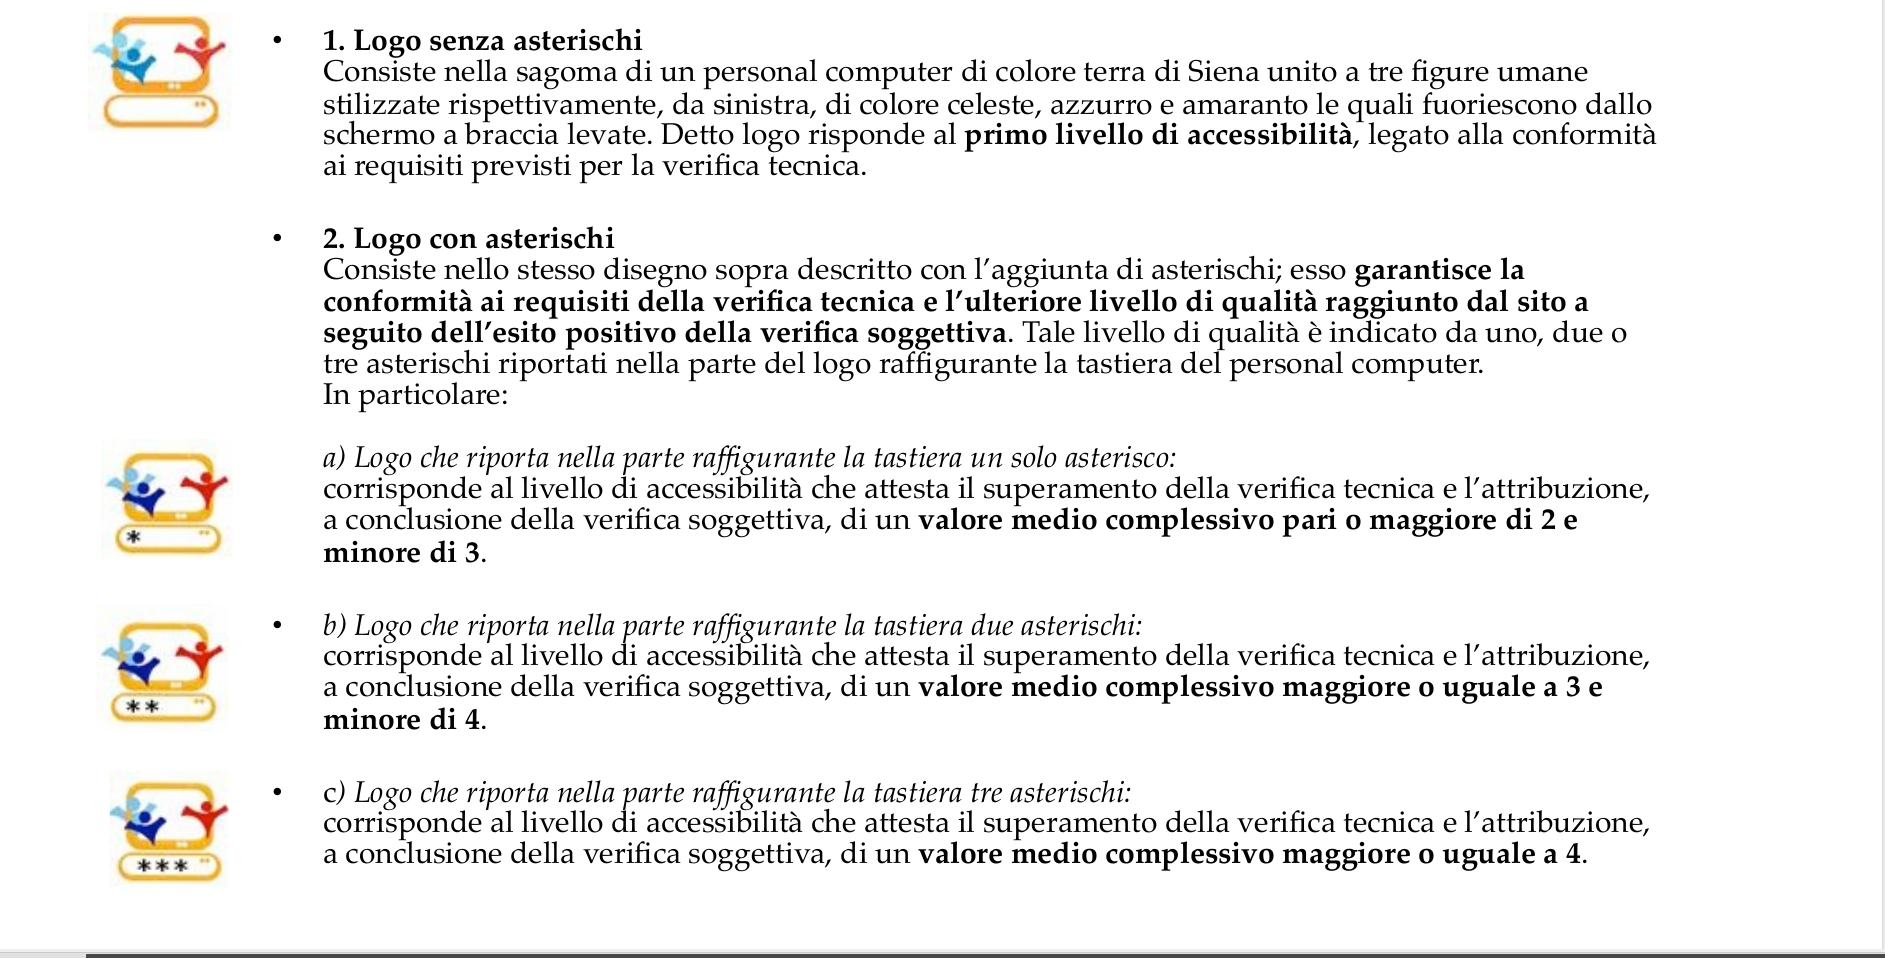 • 1. Logo senza asterischi
Consiste nella sagoma di un personal computer di colore terra di Siena unito a tre figure umane
stilizzate rispettivamente, da sinistra, di colore celeste, azzurro e amaranto le quali fuoriescono dallo
schermo a braccia levate. Detto logo risponde al primo livello di accessibilità, legato alla conformità
ai requisiti previsti per la verifica tecnica.
• 2. Logo con asterischi
Consiste nello stesso disegno sopra descritto con l’aggiunta di asterischi; esso garantisce la
conformità ai requisiti della verifica tecnica e l’ulteriore livello di qualità raggiunto dal sito a
seguito dell’esito positivo della verifica soggettiva. Tale livello di qualità è indicato da uno, due o
tre asterischi riportati nella parte del logo raffigurante la tastiera del personal computer.
In particolare:
a) Logo che riporta nella parte raffigurante la tastiera un solo asterisco:
corrisponde al livello di accessibilità che attesta il superamento della verifica tecnica e l’attribuzione,
a conclusione della verifica soggettiva, di un valore medio complessivo pari o maggiore di 2 e
minore di 3.
*
• b) Logo che riporta nella parte raffigurante la tastiera due asterischi:
corrisponde al livello di accessibilità che attesta il superamento della verifica tecnica e l’attribuzione,
a conclusione della verifica soggettiva, di un valore medio complessivo maggiore o uguale a 3 e
minore di 4.
**
• c) Logo che riporta nella parte raffigurante la tastiera tre asterischi:
corrisponde al livello di accessibilità che attesta il superamento della verifica tecnica e l’attribuzione,
a conclusione della verifica soggettiva, di un valore medio complessivo maggiore o uguale a 4.
***